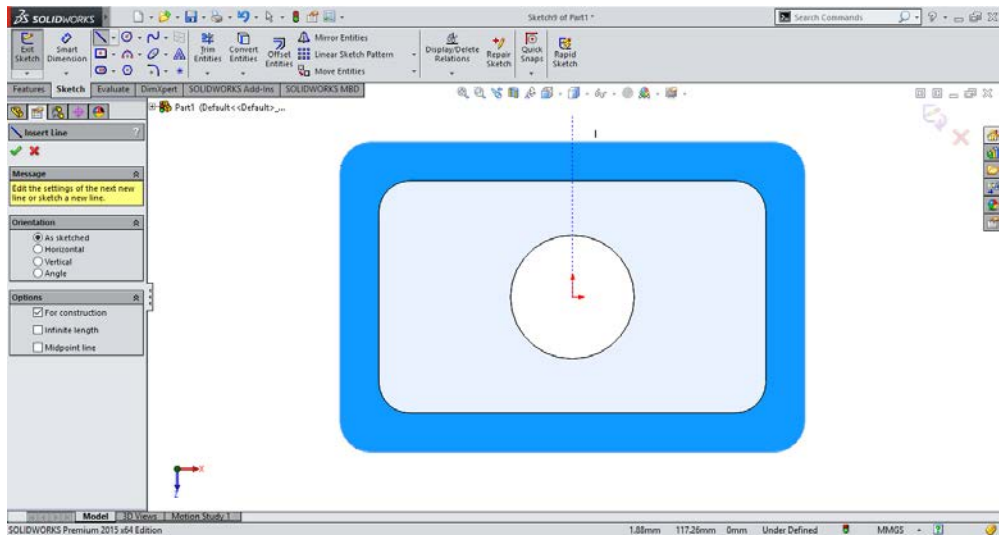 SOLIDWORKS
Sketch9 of Part1 *
Search Commands
Exit Sketch
Smart Dimension
Trim Entities
Convert Entities
Offset Entities
Mirror Entities
Linear Sketch Pattern
Move Entities
Display/Delete Relations
Repair Sketch
Quick Snaps
Rapid Sketch
Features Sketch Evaluate DimXpert SOLIDWORKS Add-Ins SOLIDWORKS MBD
Part1 (Default<<Default>_...
Insert Line ?
Message
Edit the settings of the next new
line or sketch a new line.
Orientation
As sketched
Horizontal
Vertical
Angle
Options
For construction
Infinite length
Midpoint line
X
Z
Model 3D Views Motion Study 1
SOLIDWORKS Premium 2015 x64 Edition 1.88mm 117.26mm 0mm Under Defined MMGS